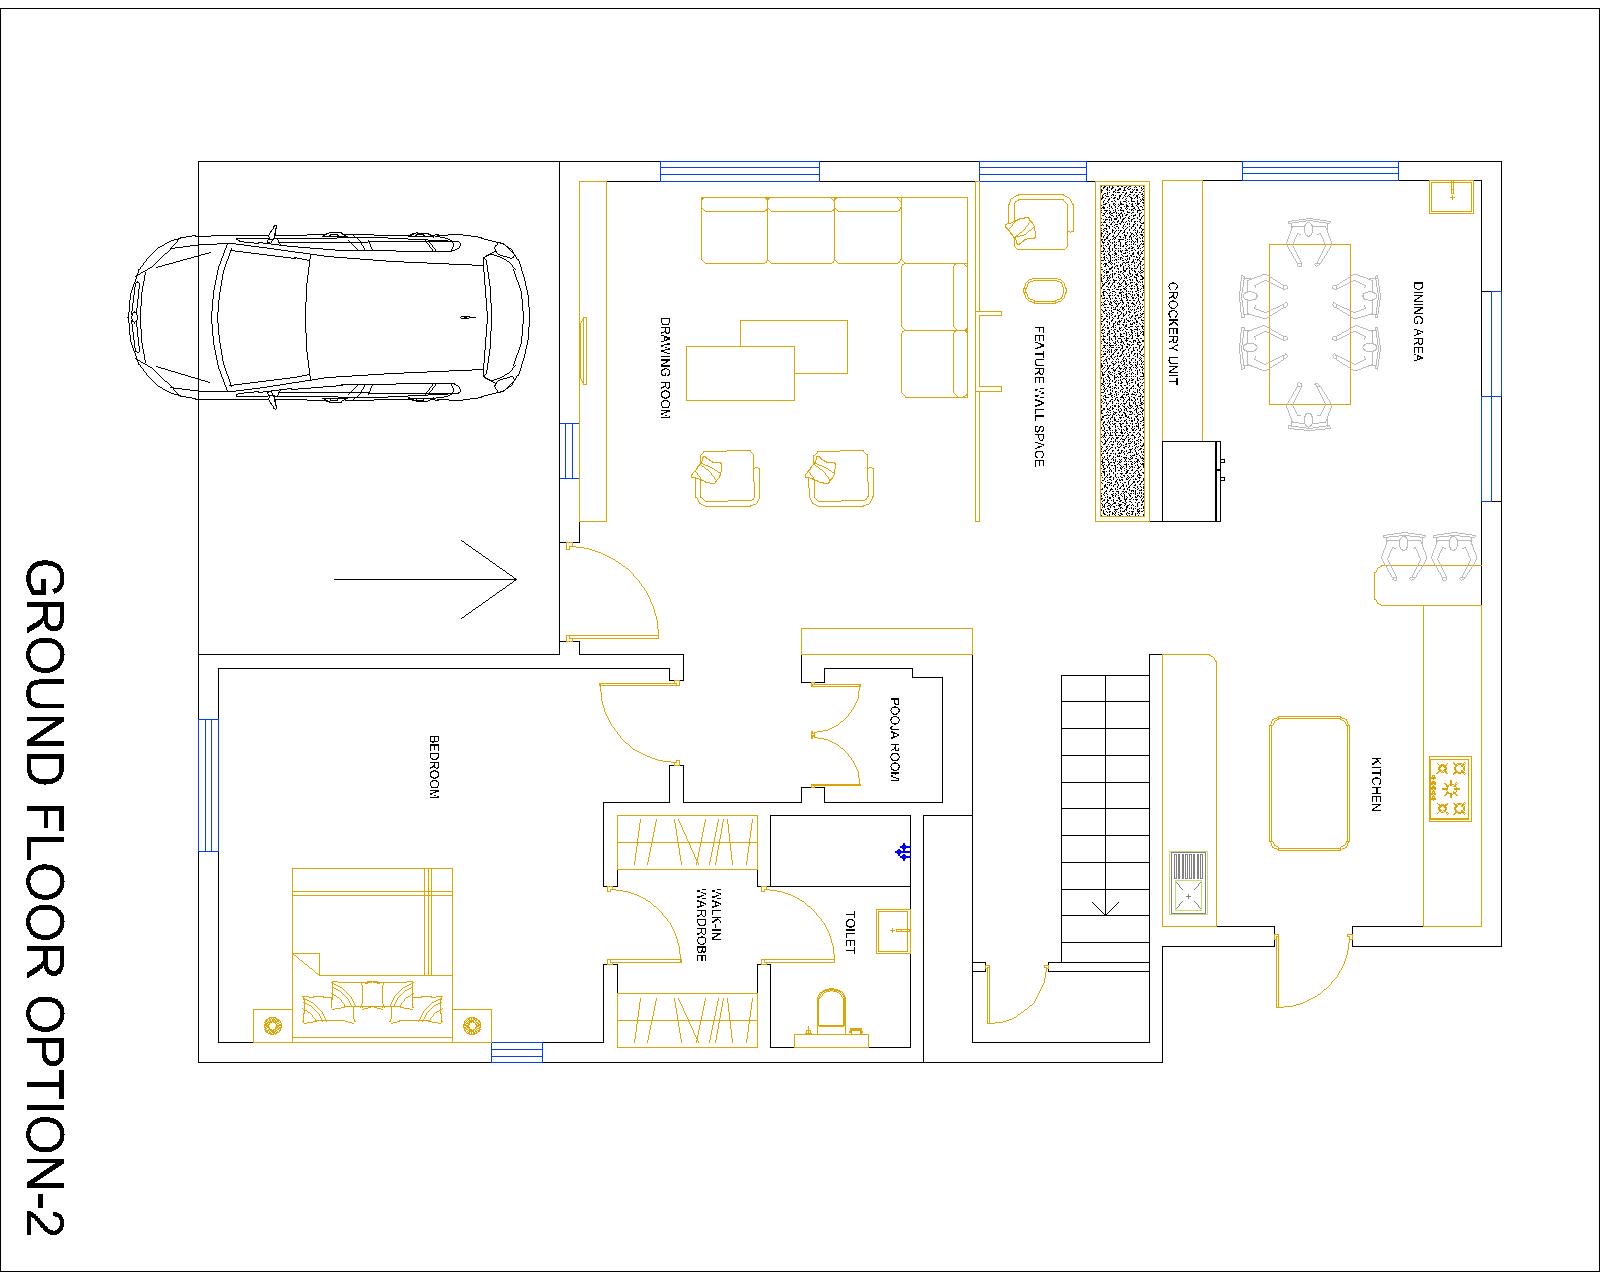 DINING AREA
CROCKERY UNIT
FEATURE WALL SPACE
DRAWING ROOM
KITCHEN
POOJA ROOM
BEDROOM
WALK-IN
WARDROBE
TOILET
GROUND FLOOR OPTION-2